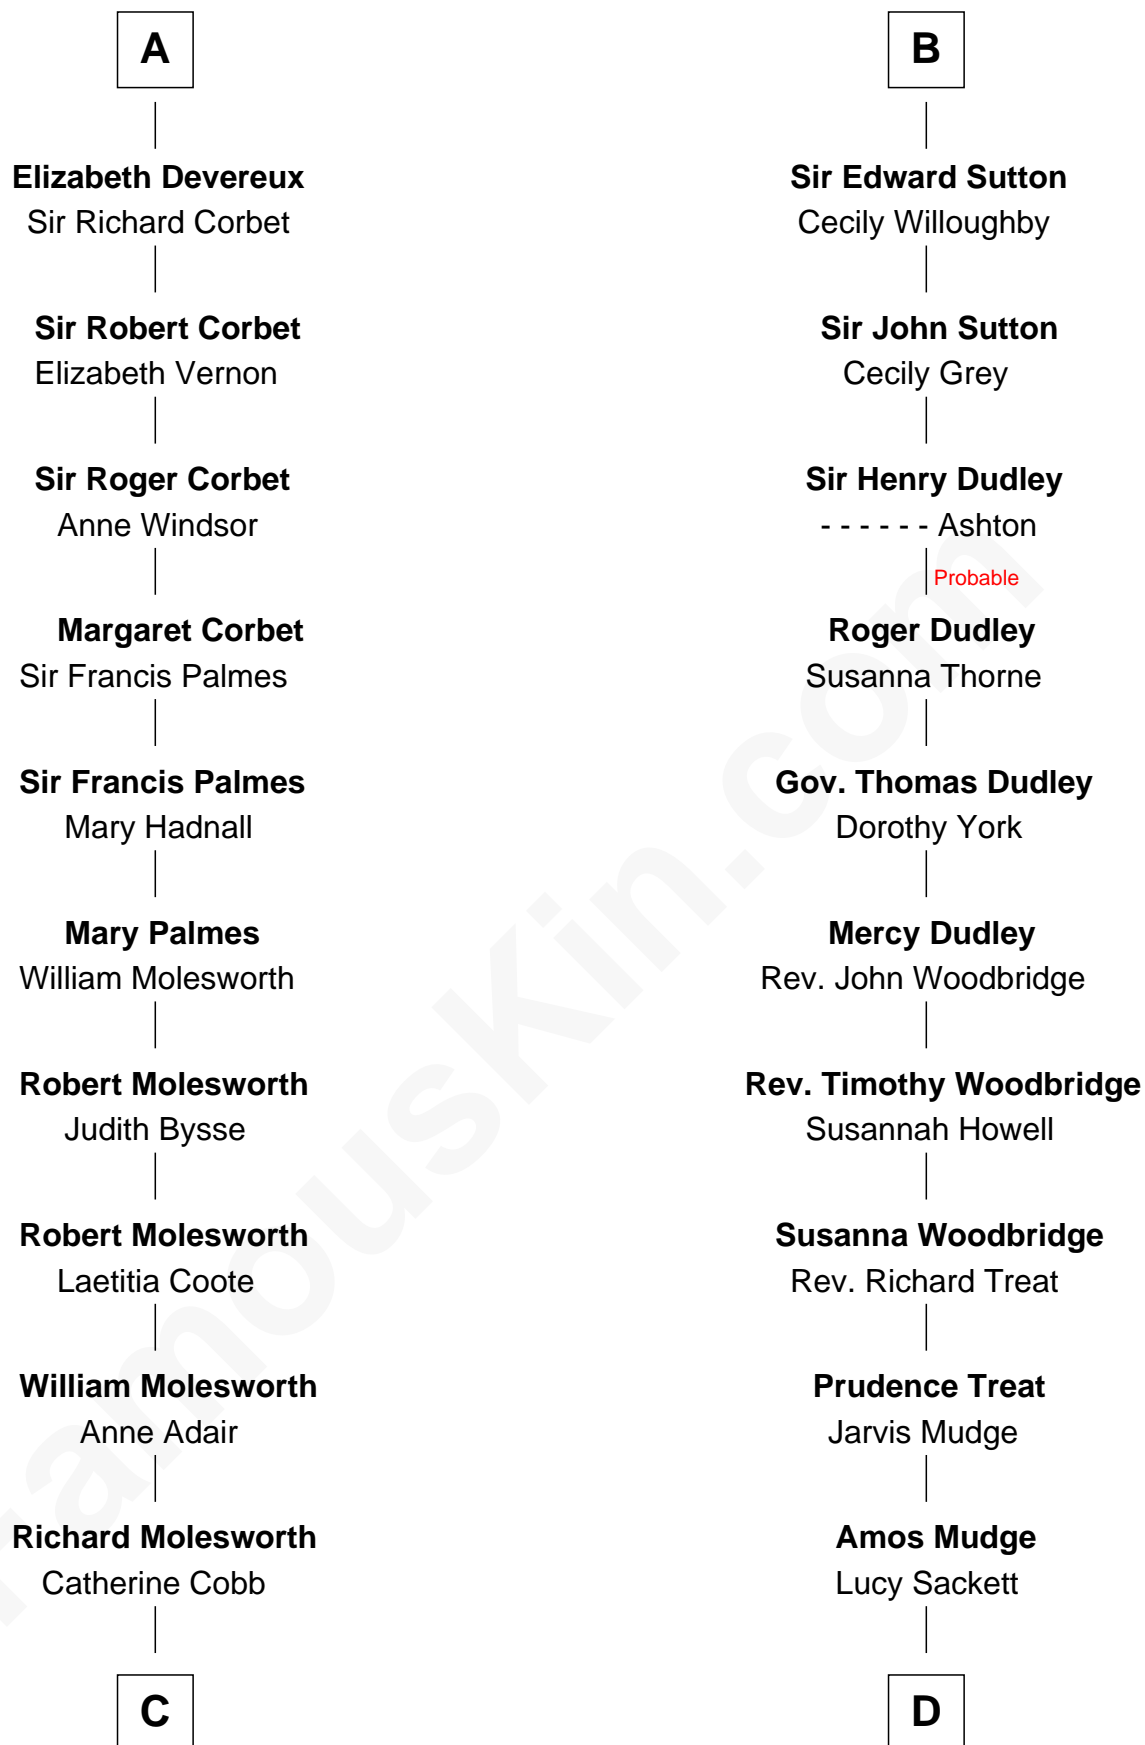 A
Elizabeth Devereux
Sir Richard Corbet
Sir Robert Corbet
Elizabeth Vernon
Sir Roger Corbet
Anne Windsor
Margaret Corbet
Sir Francis Palmes
Sir Francis Palmes
Mary Hadnall
Mary Palmes
William Molesworth
Robert Molesworth
Judith Bysse
Robert Molesworth
Laetitia Coote
William Molesworth
Anne Adair
Richard Molesworth
Catherine Cobb
C
B
Sir Edward Sutton
Cecily Willoughby
Sir John Sutton
Cecily Grey
Sir Henry Dudley
- - - - - - Ashton
Probable
Roger Dudley
Susanna Thorne
Gov. Thomas Dudley
Dorothy York
Mercy Dudley
Rev. John Woodbridge
Rev. Timothy Woodbridge
Susannah Howell
Susanna Woodbridge
Rev. Richard Treat
Prudence Treat
Jarvis Mudge
Amos Mudge
Lucy Sackett
D
FamousKin.com